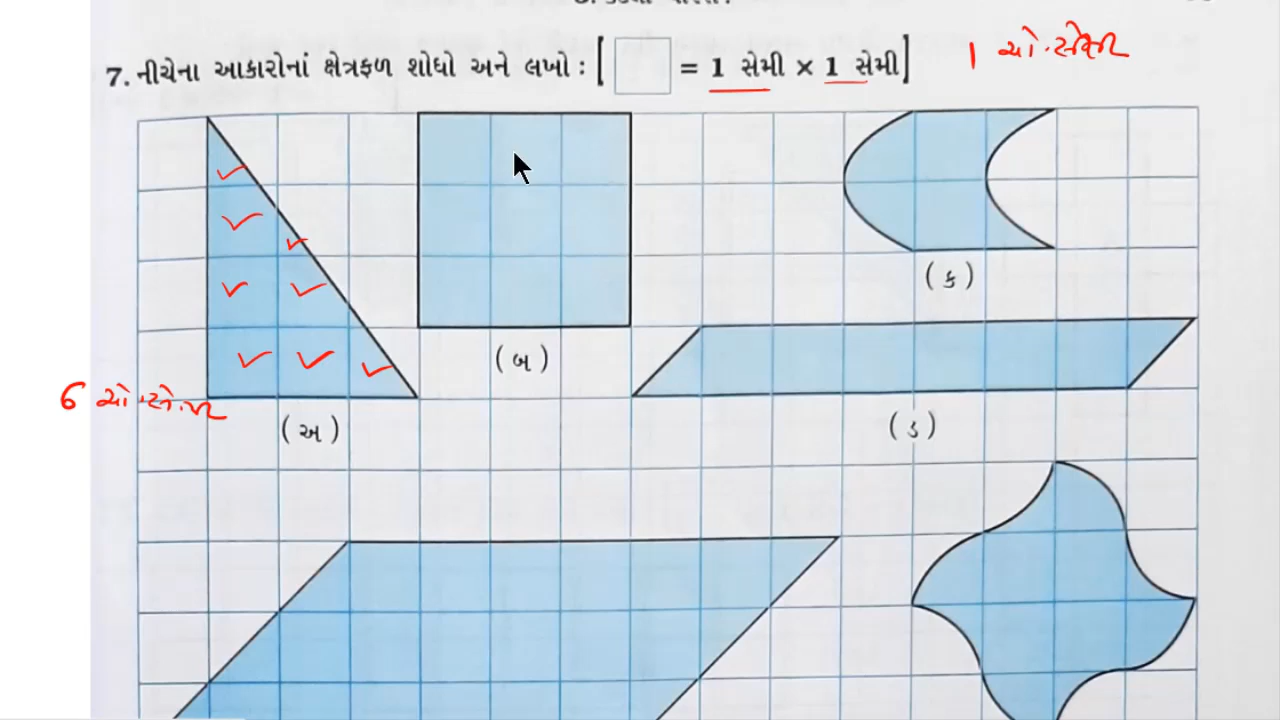 7. નીચેના આકારોનાં ક્ષેત્રફળ શોધો અને લખો : [ = 1 સેમી × 1 સેમી]
1 ચો.સેમી
(ક)
(બ)
6 ચો.સે.મી
(અ)
(ડ)